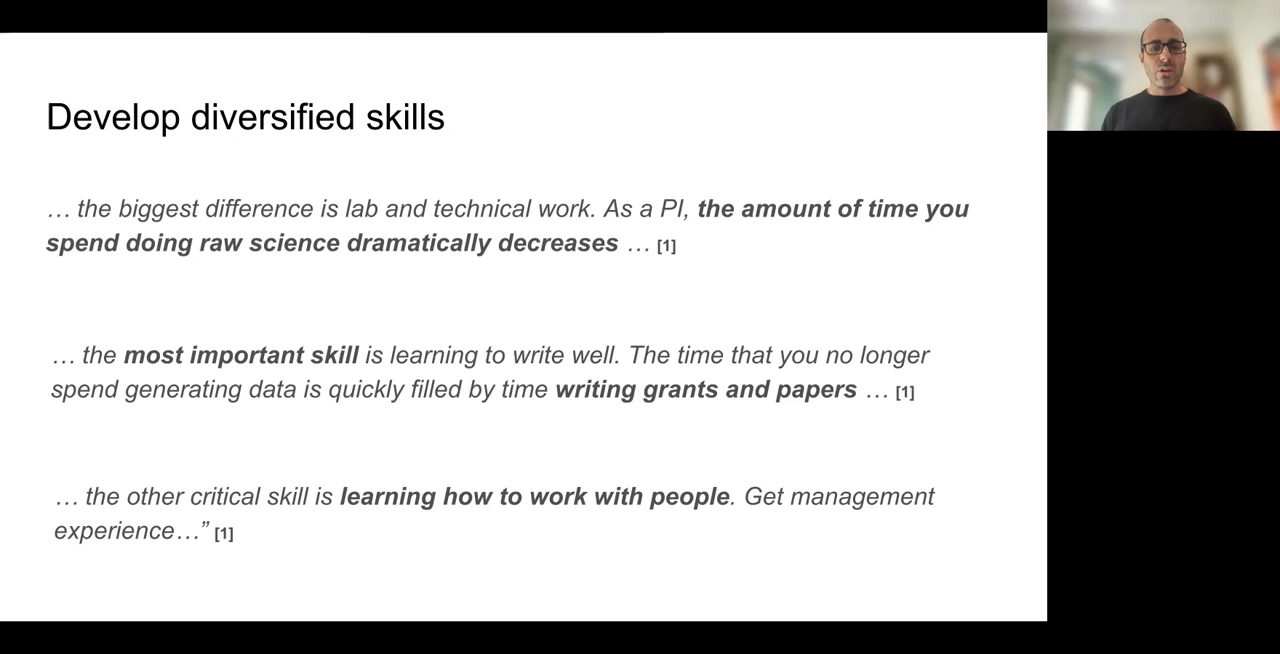 Develop diversified skills
… the biggest difference is lab and technical work. As a PI, the amount of time you
spend doing raw science dramatically decreases … [1]
… the most important skill is learning to write well. The time that you no longer
spend generating data is quickly filled by time writing grants and papers … [1]
… the other critical skill is learning how to work with people. Get management
experience…” [1]